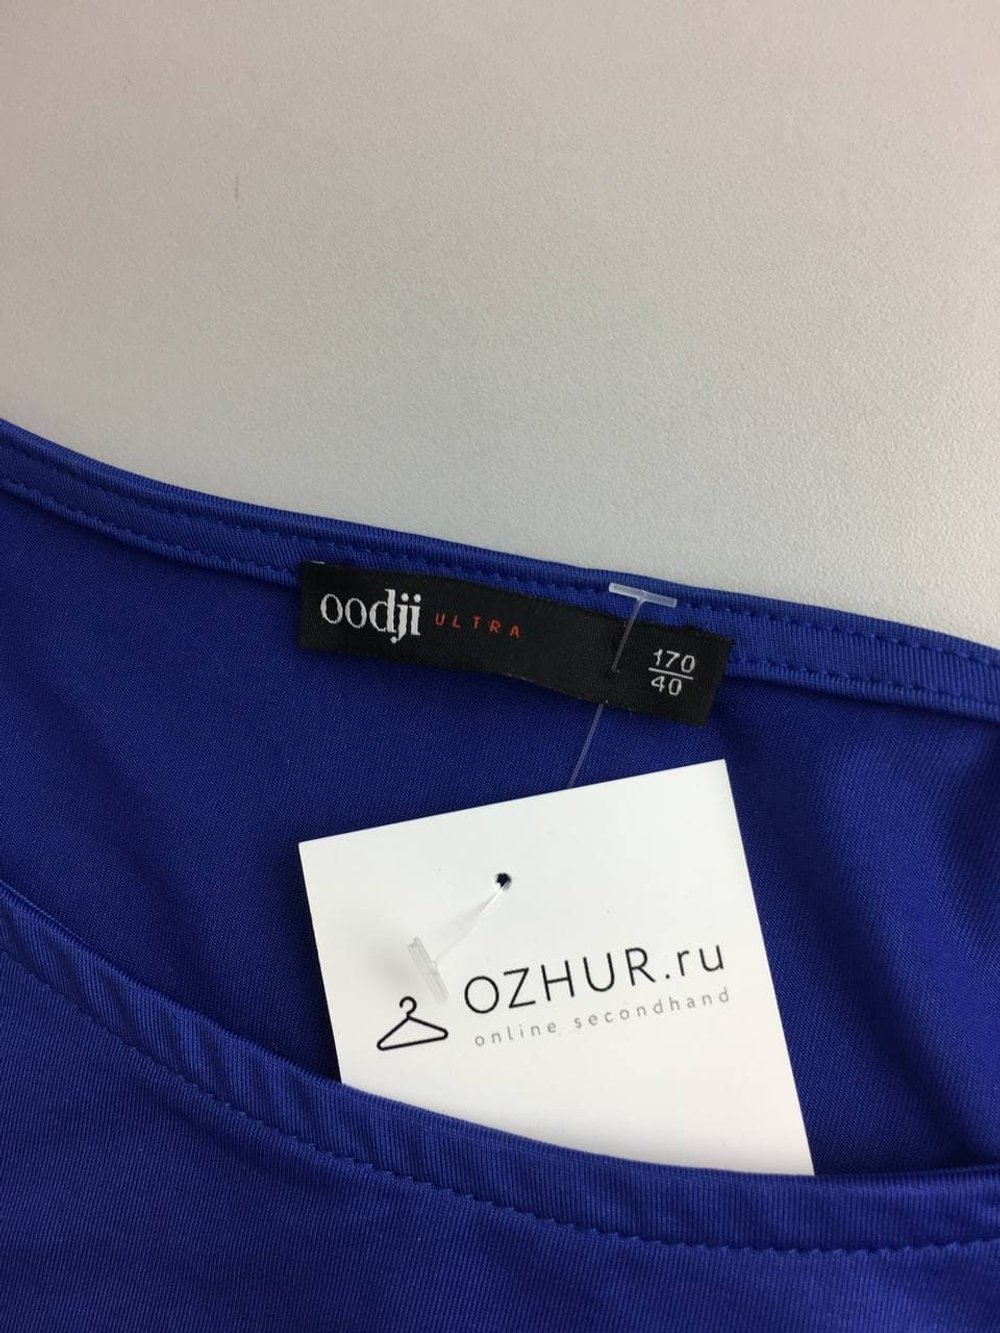 oodji ULTRA
170
40
OZHUR.ru
online secondhand